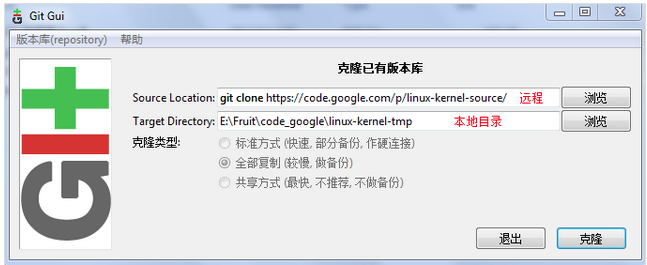 Git Gui
版本库(repository) 帮助
克隆已有版本库
Source Location: git clone https://code.google.com/p/linux-kernel-source/ 远程 浏览
Target Directory: E:\Fruit\code_google\linux-kernel-tmp 本地目录 浏览
克隆类型: 标准方式 (快速, 部分备份, 作硬连接)
全部复制 (较慢, 做备份)
共享方式 (最快, 不推荐, 不做备份)
退出 克隆